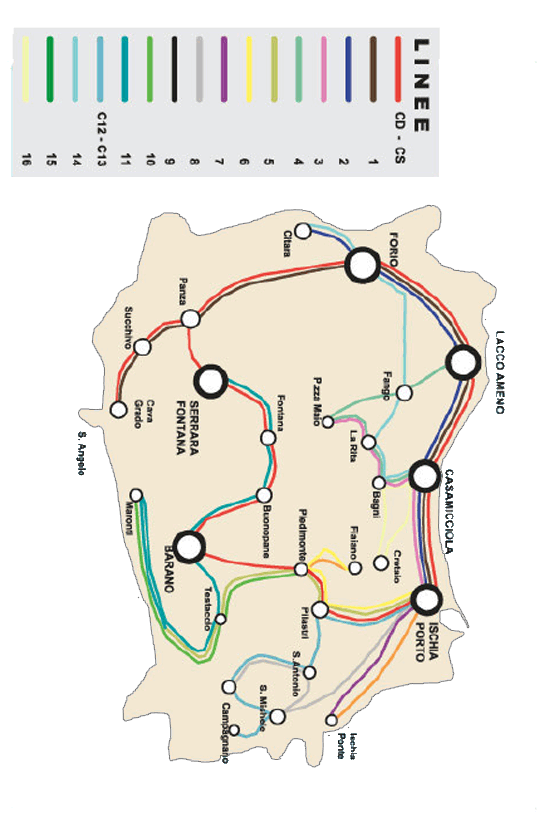 LINEE
CD - CS
1
2
3
4
5
6
7
8
9
10
11
C12 - C13
14
15
16
LACCO AMENO
CASAMICCIOLA
ISCHIA
PORTO
FORIO
Fango
Bagni
Cretaio
La Rita
Fiaiano
Ischia
Ponte
P.zza Maio
Piedimonte
Pilastri
Citara
Fontana
Buonopane
S. Antonio
S. Michele
Panza
SERRARA
FONTANA
BARANO
Testaccio
Campagnano
Succhivo
Cava
Grado
Maronti
S. Angelo